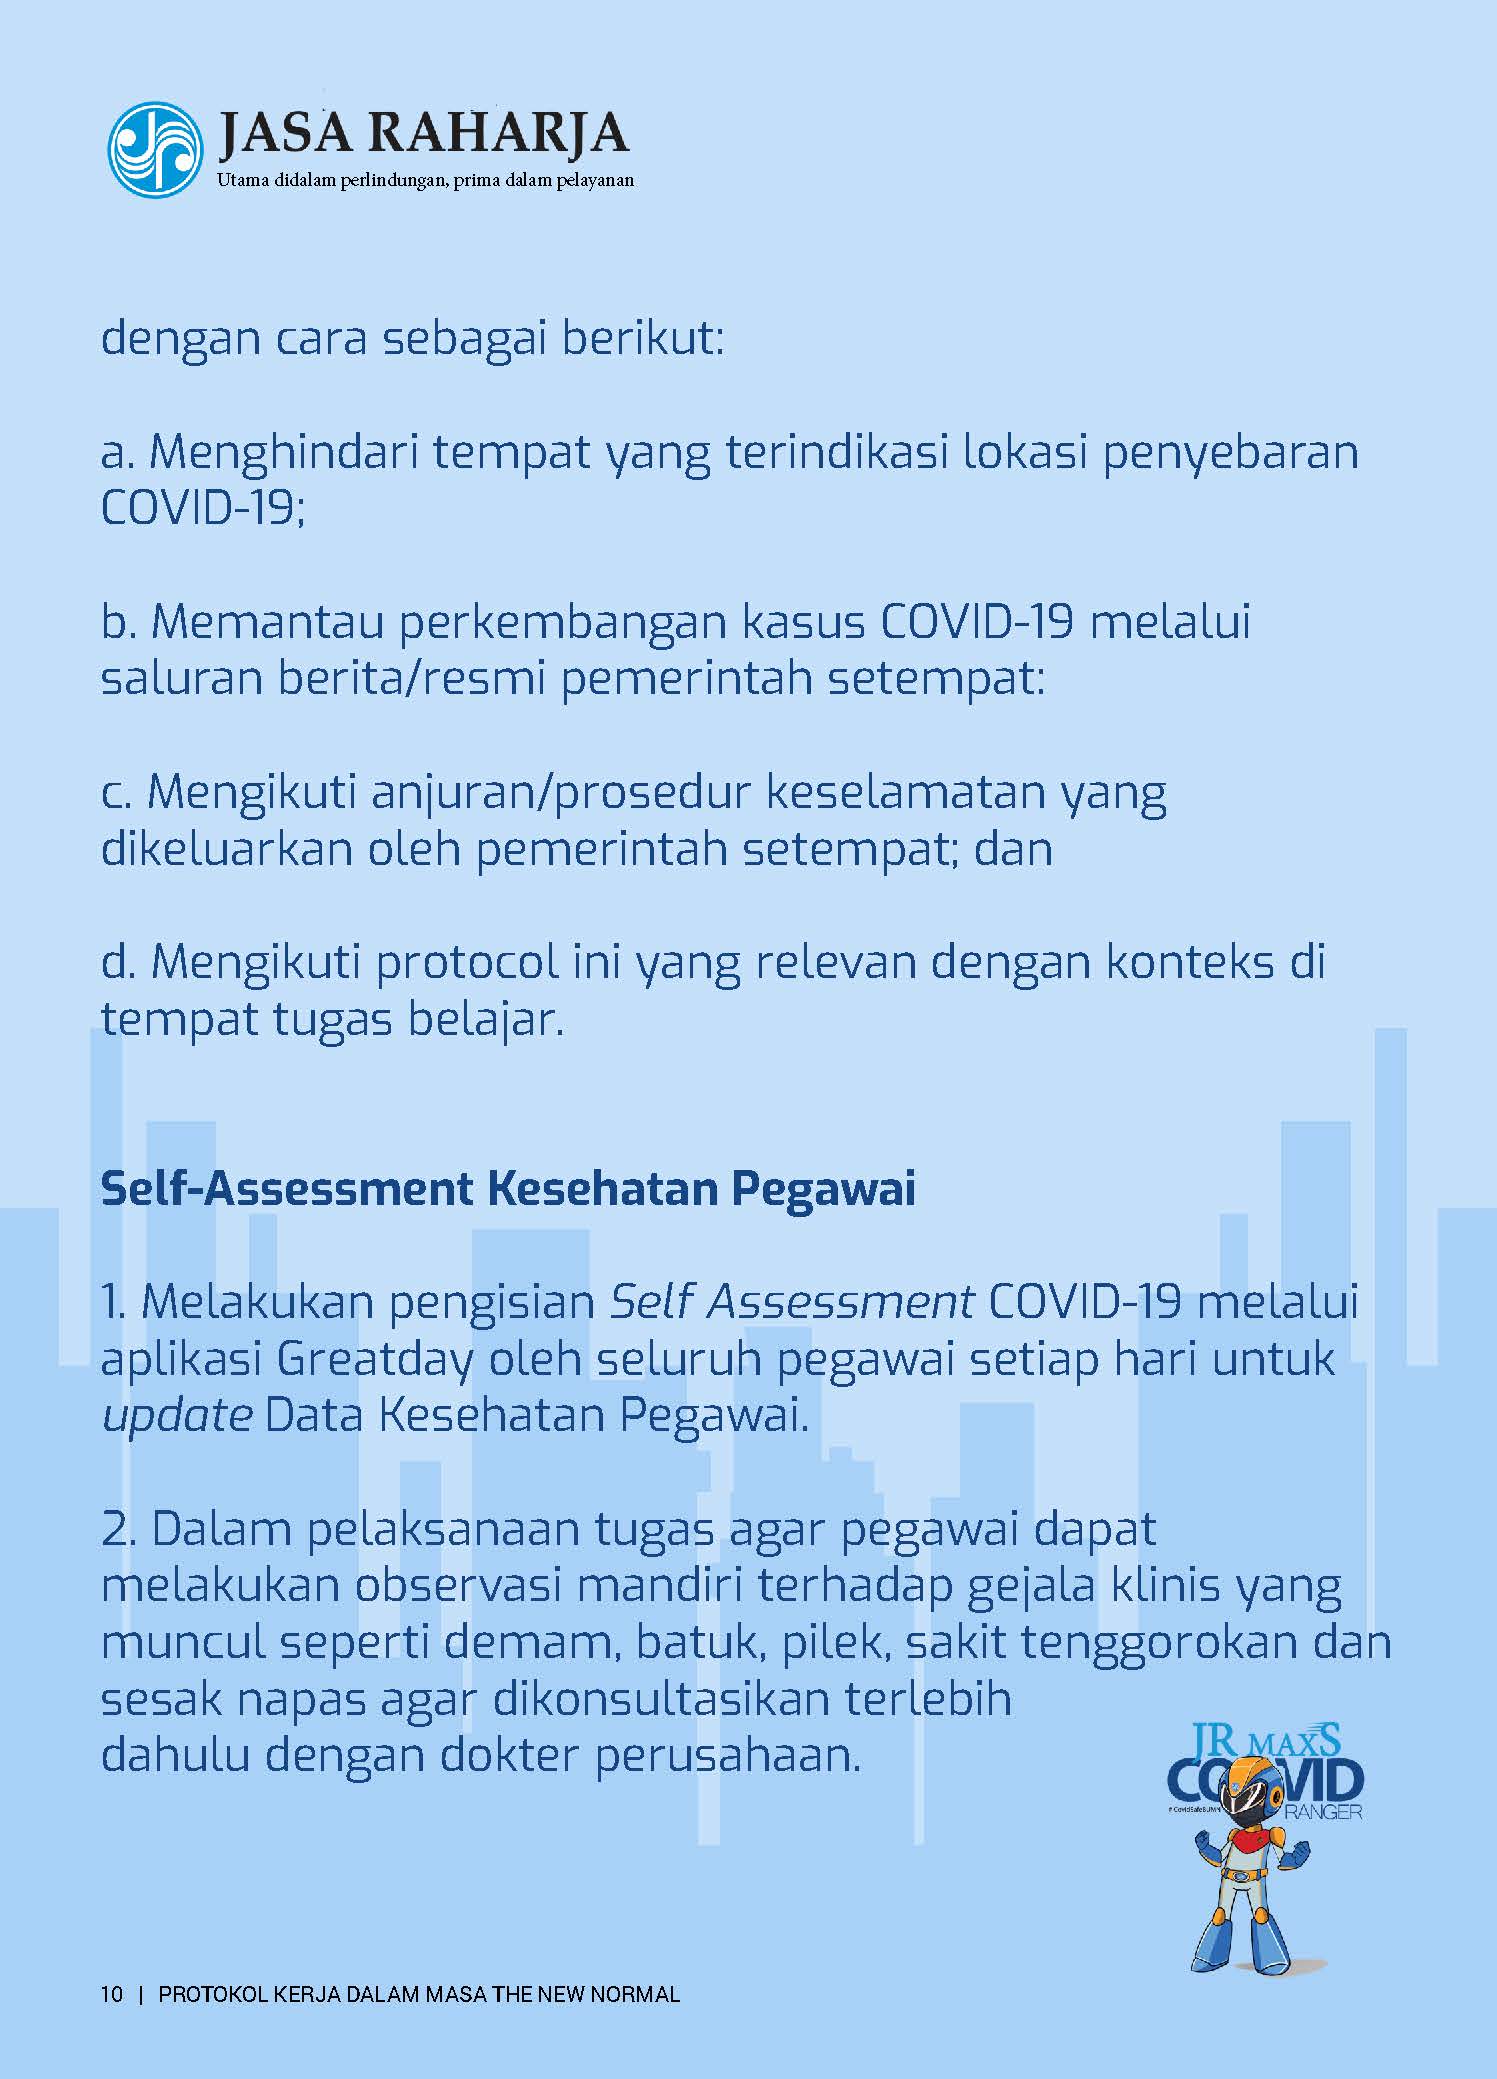 JASA RAHARJA
Utama didalam perlindungan, prima dalam pelayanan
dengan cara sebagai berikut:
a. Menghindari tempat yang terindikasi lokasi penyebaran
COVID-19;
b. Memantau perkembangan kasus COVID-19 melalui
saluran berita/resmi pemerintah setempat:
c. Mengikuti anjuran/prosedur keselamatan yang
dikeluarkan oleh pemerintah setempat; dan
d. Mengikuti protocol ini yang relevan dengan konteks di
tempat tugas belajar.
Self-Assessment Kesehatan Pegawai
1. Melakukan pengisian Self Assessment COVID-19 melalui
aplikasi Greatday oleh seluruh pegawai setiap hari untuk
update Data Kesehatan Pegawai.
2. Dalam pelaksanaan tugas agar pegawai dapat
melakukan observasi mandiri terhadap gejala klinis yang
muncul seperti demam, batuk, pilek, sakit tenggorokan dan
sesak napas agar dikonsultasikan terlebih
dahulu dengan dokter perusahaan.
JR MAXS
COVID
#CovidSafeBUMN
RANGER
10 | PROTOKOL KERJA DALAM MASA THE NEW NORMAL